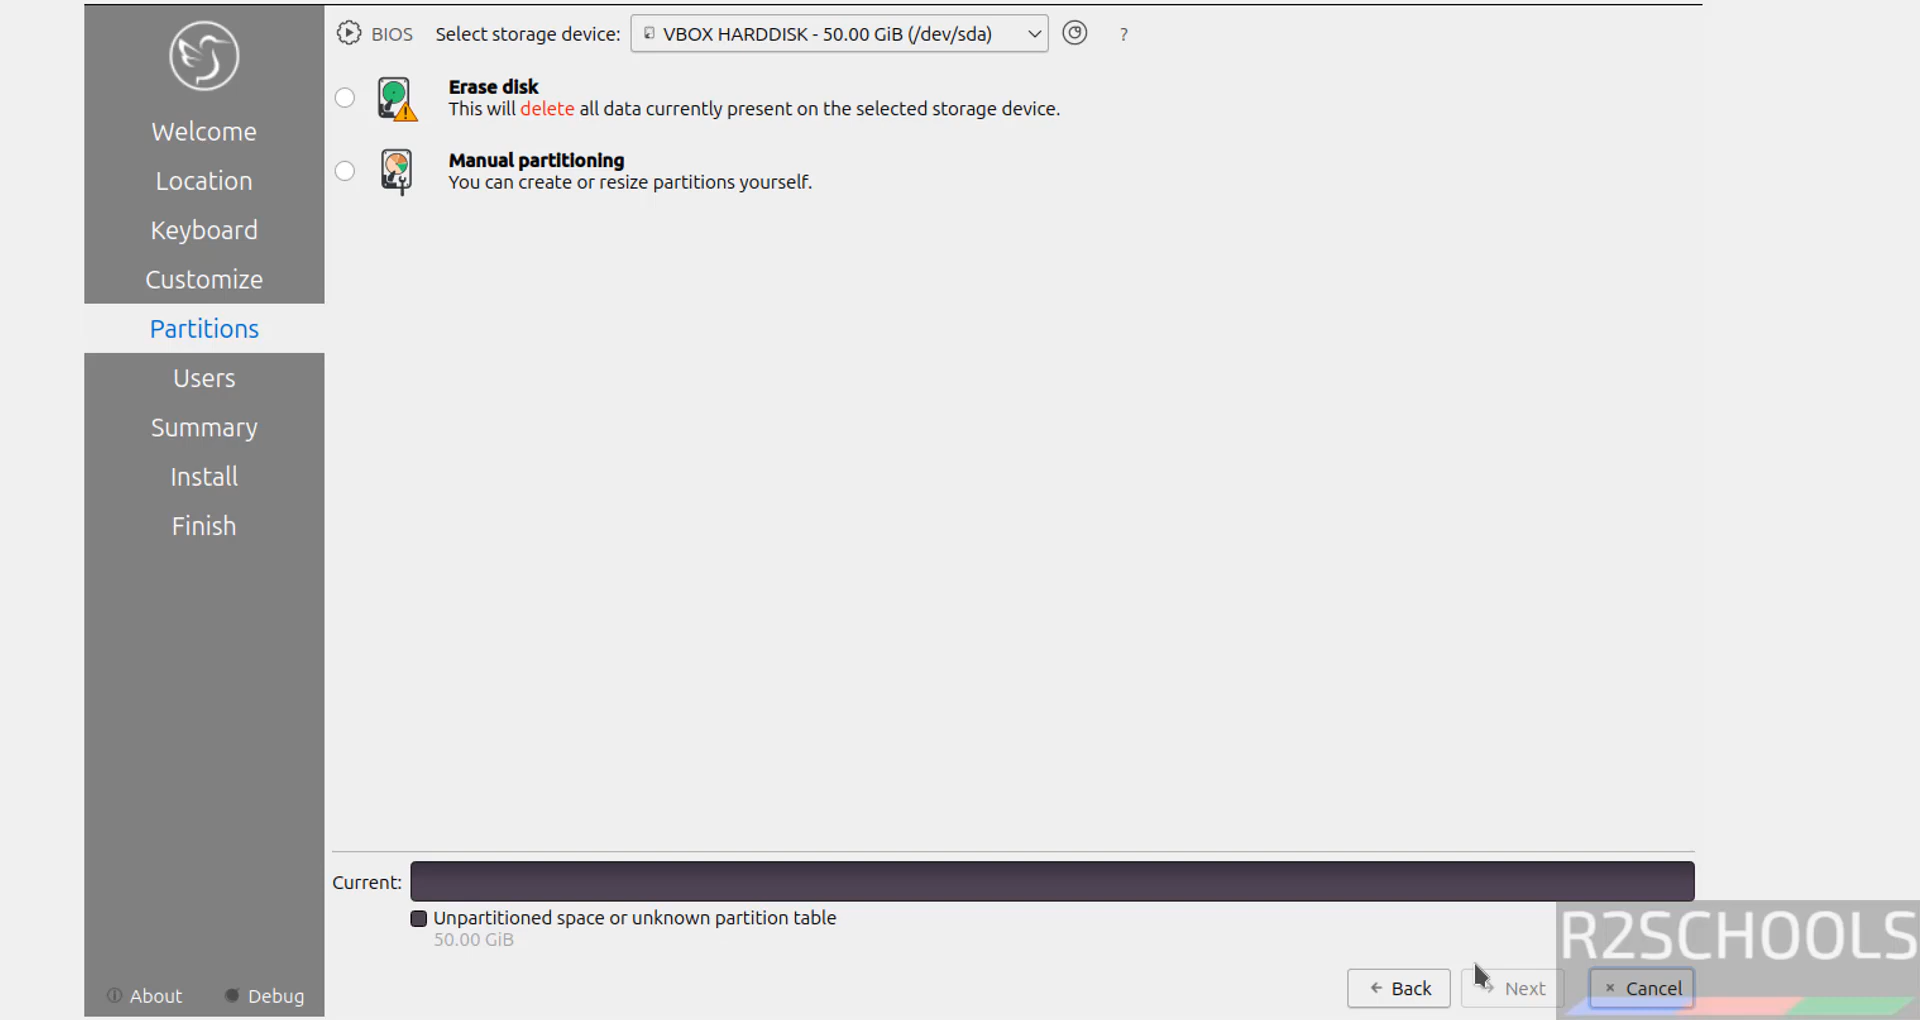 BIOS Select storage device: VBOX HARDDISK - 50.00 GiB (/dev/sda) ?
Erase disk
This will delete all data currently present on the selected storage device.
Manual partitioning
You can create or resize partitions yourself.
Welcome
Location
Keyboard
Customize
Partitions
Users
Summary
Install
Finish
Current:
Unpartitioned space or unknown partition table
50.00 GiB
R2SCHOOLS
About Debug
Back Next Cancel